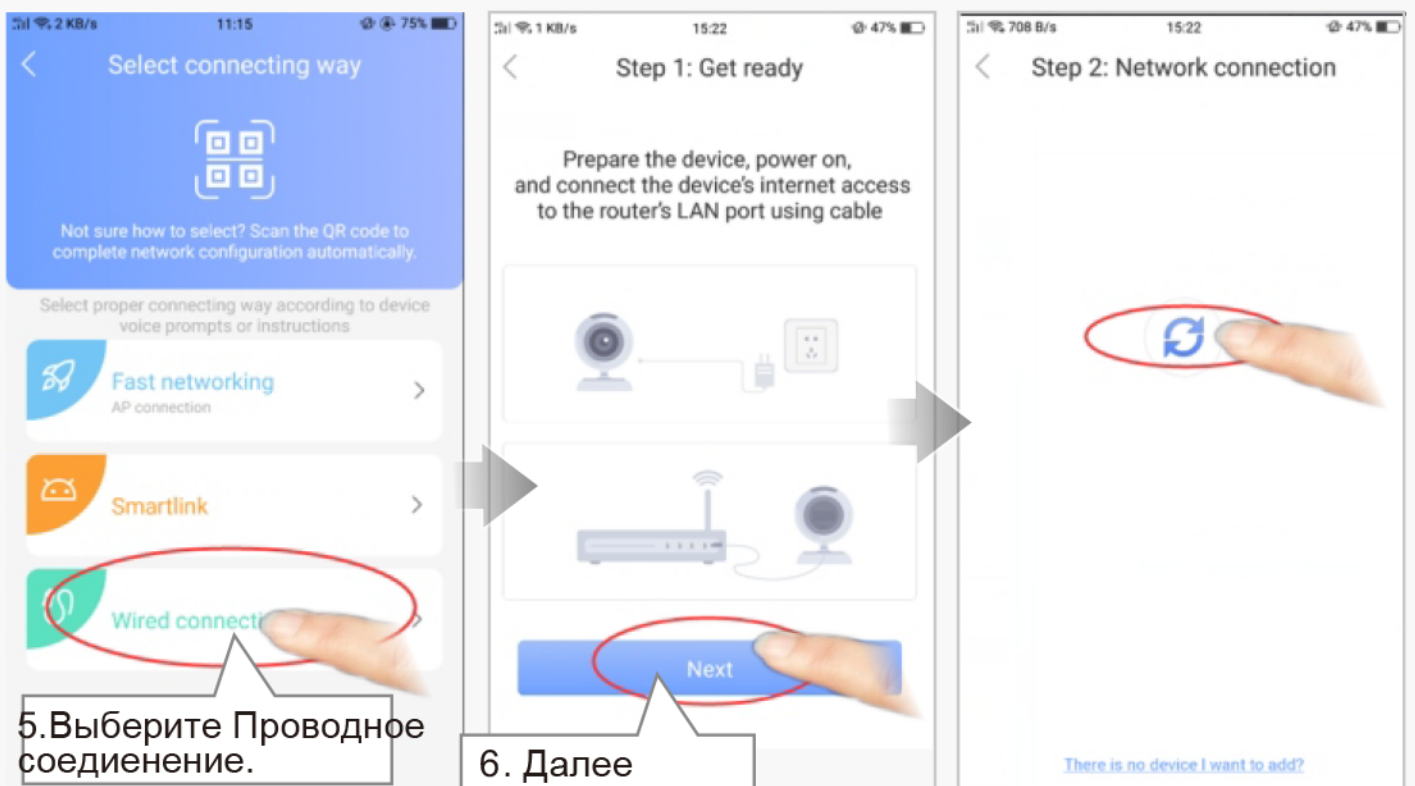 2 KB/s 11:15 75%
Select connecting way
Not sure how to select? Scan the QR code to
complete network configuration automatically.
Select proper connecting way according to device
voice prompts or instructions
Fast networking
AP connection
Smartlink
Wired connecti
5.Выберите Проводное
соедиенение.
1 KB/s 15:22 47%
Step 1: Get ready
Prepare the device, power on,
and connect the device's internet access
to the router's LAN port using cable
Next
6. Далее
708 B/s 15:22 47%
Step 2: Network connection
There is no device I want to add?